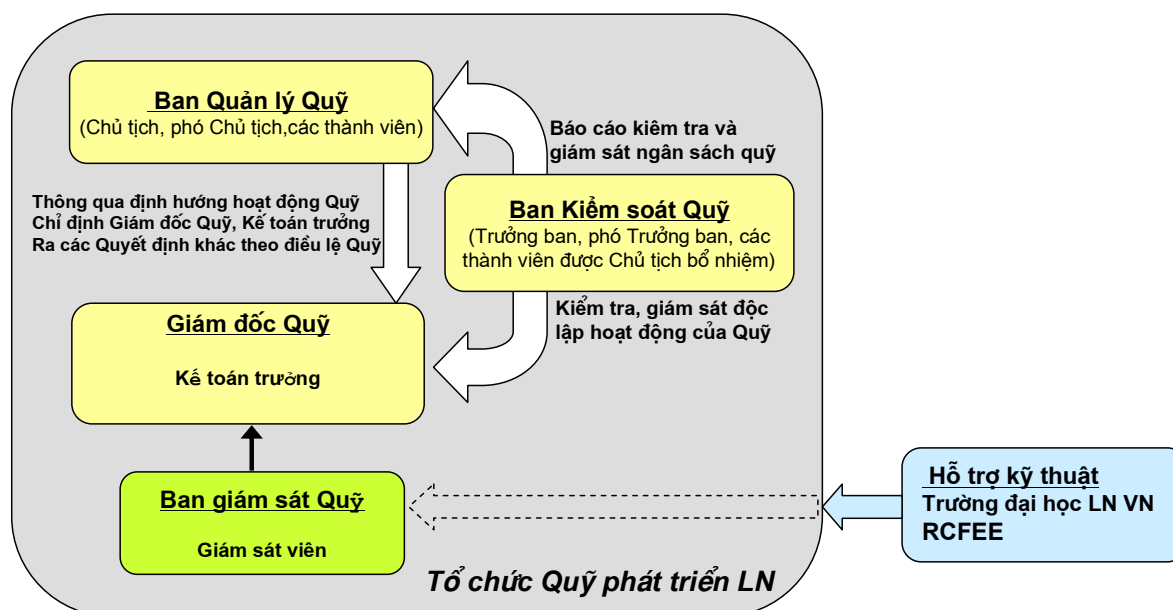 Ban Quản lý Quỹ
(Chủ tịch, phó Chủ tịch,các thành viên)
Báo cáo kiêm tra và
giám sát ngân sách quỹ
Thông qua định hướng hoạt động Quỹ
Chỉ định Giám đốc Quỹ, Kế toán trưởng
Ra các Quyết định khác theo điều lệ Quỹ
Ban Kiểm soát Quỹ
(Trưởng ban, phó Trưởng ban, các
thành viên được Chủ tịch bổ nhiệm)
Kiểm tra, giám sát độc
lập hoạt động của Quỹ
Giám đốc Quỹ
Kế toán trưởng
Ban giám sát Quỹ
Giám sát viên
Hỗ trợ kỹ thuật
Trường đại học LN VN
RCFEE
Tổ chức Quỹ phát triển LN